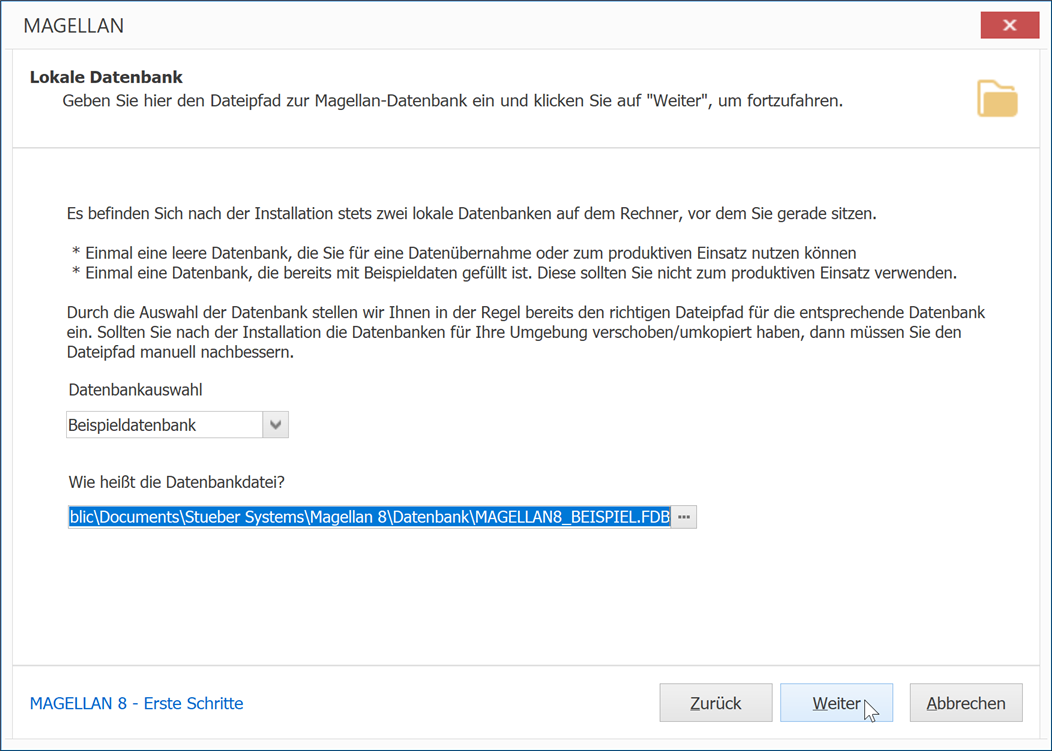 MAGELLAN
Lokale Datenbank
Geben Sie hier den Dateipfad zur Magellan-Datenbank ein und klicken Sie auf "Weiter", um fortzufahren.
Es befinden Sich nach der Installation stets zwei lokale Datenbanken auf dem Rechner, vor dem Sie gerade sitzen.
* Einmal eine leere Datenbank, die Sie für eine Datenübernahme oder zum produktiven Einsatz nutzen können
* Einmal eine Datenbank, die bereits mit Beispieldaten gefüllt ist. Diese sollten Sie nicht zum produktiven Einsatz verwenden.
Durch die Auswahl der Datenbank stellen wir Ihnen in der Regel bereits den richtigen Dateipfad für die entsprechende Datenbank
ein. Sollten Sie nach der Installation die Datenbanken für Ihre Umgebung verschoben/umkopiert haben, dann müssen Sie den
Dateipfad manuell nachbessern.
Datenbankauswahl
Beispieldatenbank
Wie heißt die Datenbankdatei?
blic\Documents\Stueber Systems\Magellan 8\Datenbank\MAGELLAN8_BEISPIEL.FDB
MAGELLAN 8 - Erste Schritte
Zurück
Weiter
Abbrechen